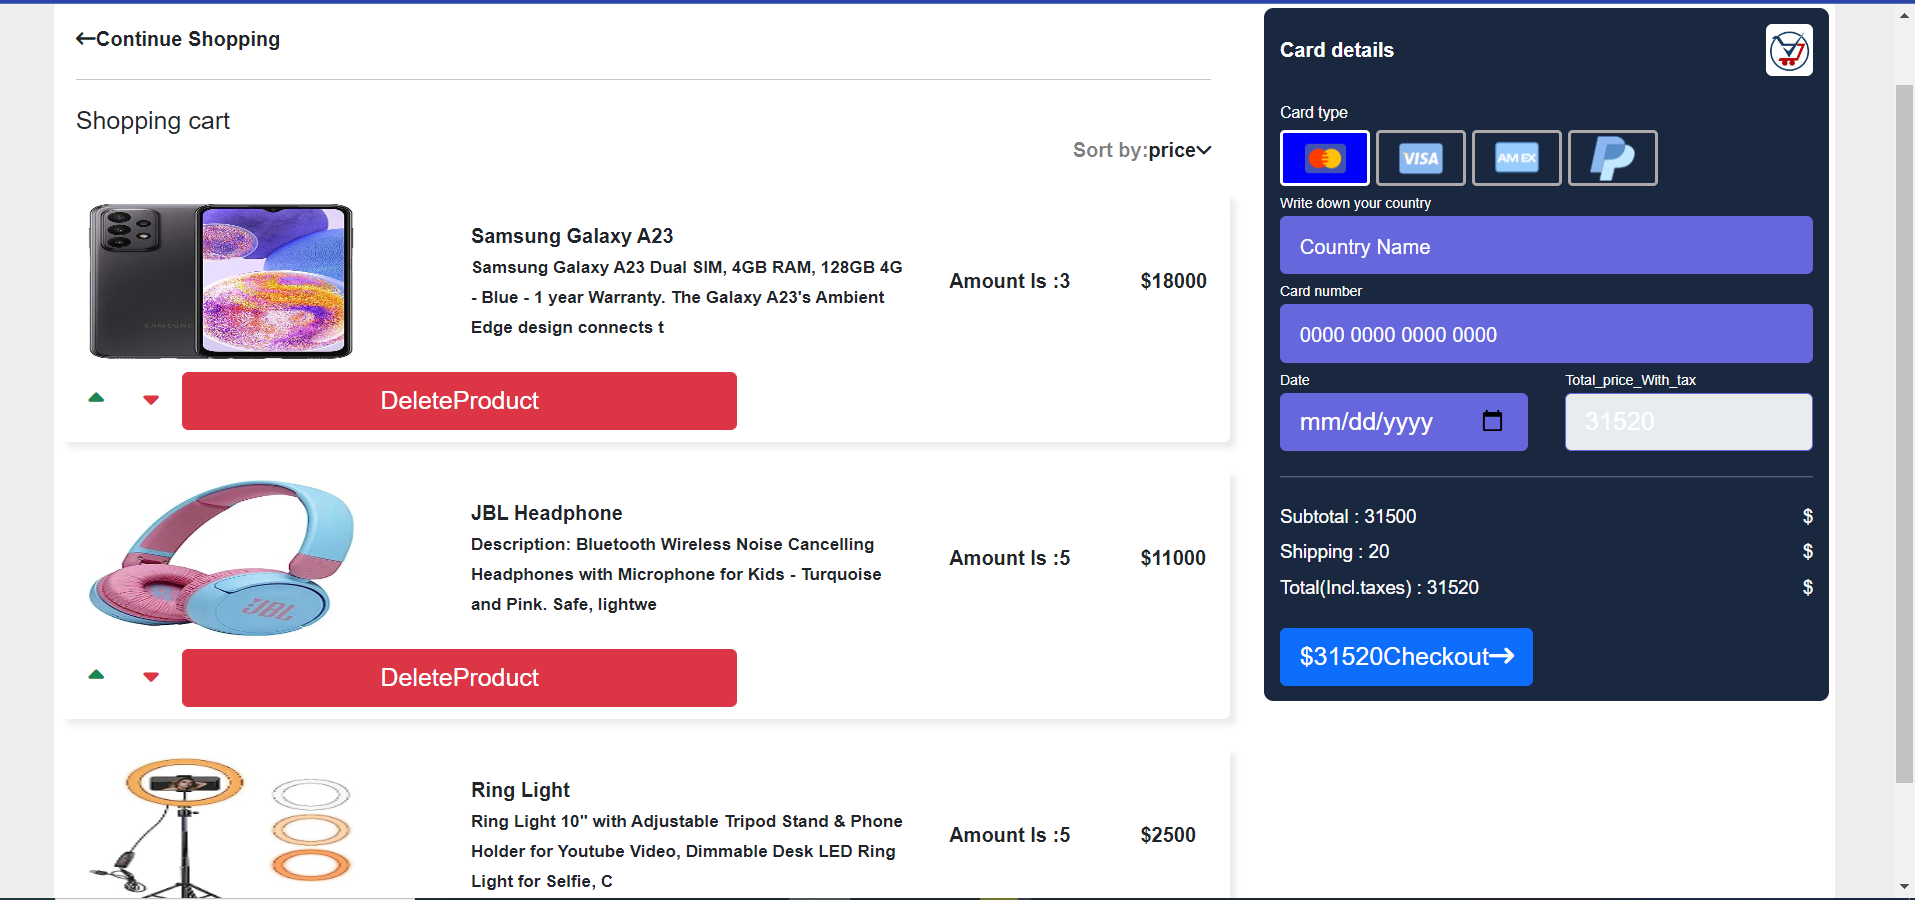 Continue Shopping
Shopping cart
Sort by:price
Samsung Galaxy A23
Samsung Galaxy A23 Dual SIM, 4GB RAM, 128GB 4G
- Blue - 1 year Warranty. The Galaxy A23's Ambient
Edge design connects t
Amount Is :3
$18000
SAMSUNG
DeleteProduct
JBL Headphone
Description: Bluetooth Wireless Noise Cancelling
Headphones with Microphone for Kids - Turquoise
and Pink. Safe, lightwe
Amount Is :5
$11000
JBL
DeleteProduct
Ring Light
Ring Light 10" with Adjustable Tripod Stand & Phone
Holder for Youtube Video, Dimmable Desk LED Ring
Light for Selfie, C
Amount Is :5
$2500
Card details
Card type
VISA
AM EX
Write down your country
Country Name
Card number
0000 0000 0000 0000
Date
Total_price_With_tax
mm/dd/yyyy
31520
Subtotal : 31500 $
Shipping : 20 $
Total(Incl.taxes) : 31520 $
$31520Checkout